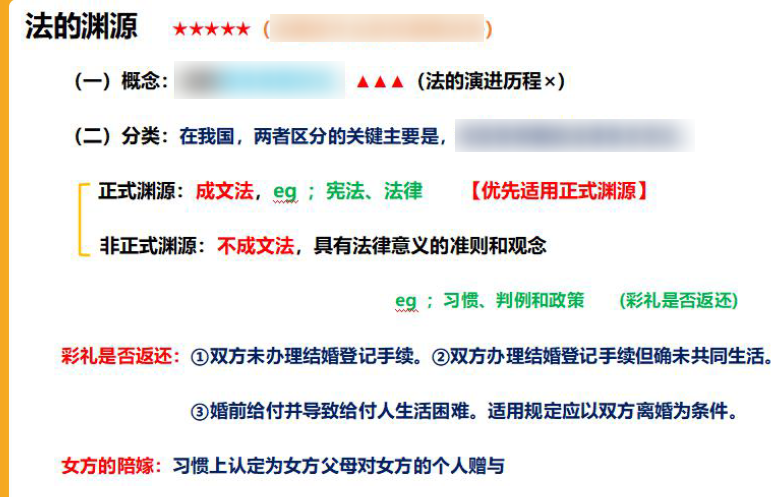 法的渊源 ★★★★★（ ）
（一）概念： ▲▲▲（法的演进历程×）
（二）分类：在我国，两者区分的关键主要是，
正式渊源：成文法，eg ；宪法、法律 【优先适用正式渊源】
非正式渊源：不成文法，具有法律意义的准则和观念
eg ；习惯、判例和政策 (彩礼是否返还)
彩礼是否返还：①双方未办理结婚登记手续。②双方办理结婚登记手续但确未共同生活。
③婚前给付并导致给付人生活困难。适用规定应以双方离婚为条件。
女方的陪嫁：习惯上认定为女方父母对女方的个人赠与